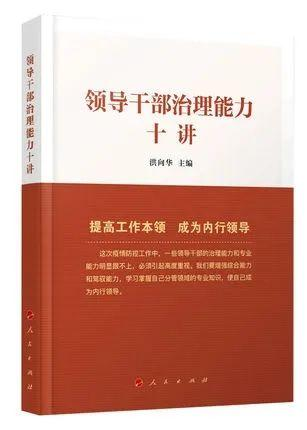 领导干部治理能力
十讲
洪向华 主编
提高工作本领 成为内行领导
这次疫情防控工作中，一些领导干部的治理能力和专业
能力明显跟不上，必须引起高度重视。我们要增强综合能力
和驾驭能力，学习掌握自己分管领域的专业知识，使自己成
为内行领导。
人民出版社